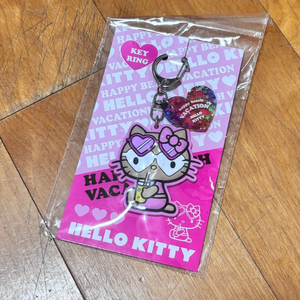 KEY
RING
HAPPY BEACH
VACATION
HELLO KITTY
happy beach
VACATION
HELLO
KITTY
HELLO KITTY